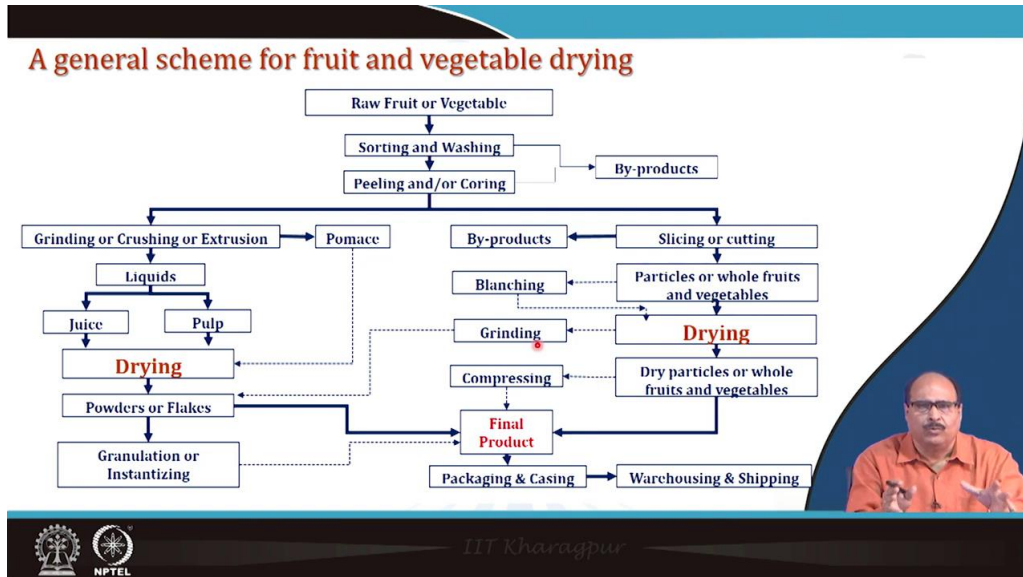 A general scheme for fruit and vegetable drying
Raw Fruit or Vegetable
Sorting and Washing
By-products
Peeling and/or Coring
Grinding or Crushing or Extrusion
Pomace
By-products
Slicing or cutting
Liquids
Blanching
Particles or whole fruits
and vegetables
Juice
Pulp
Grinding
Drying
Drying
Compressing
Dry particles or whole
fruits and vegetables
Powders or Flakes
Final
Product
Granulation or
Instantizing
Packaging & Casing
Warehousing & Shipping
IIT Kharagpur
NPTEL